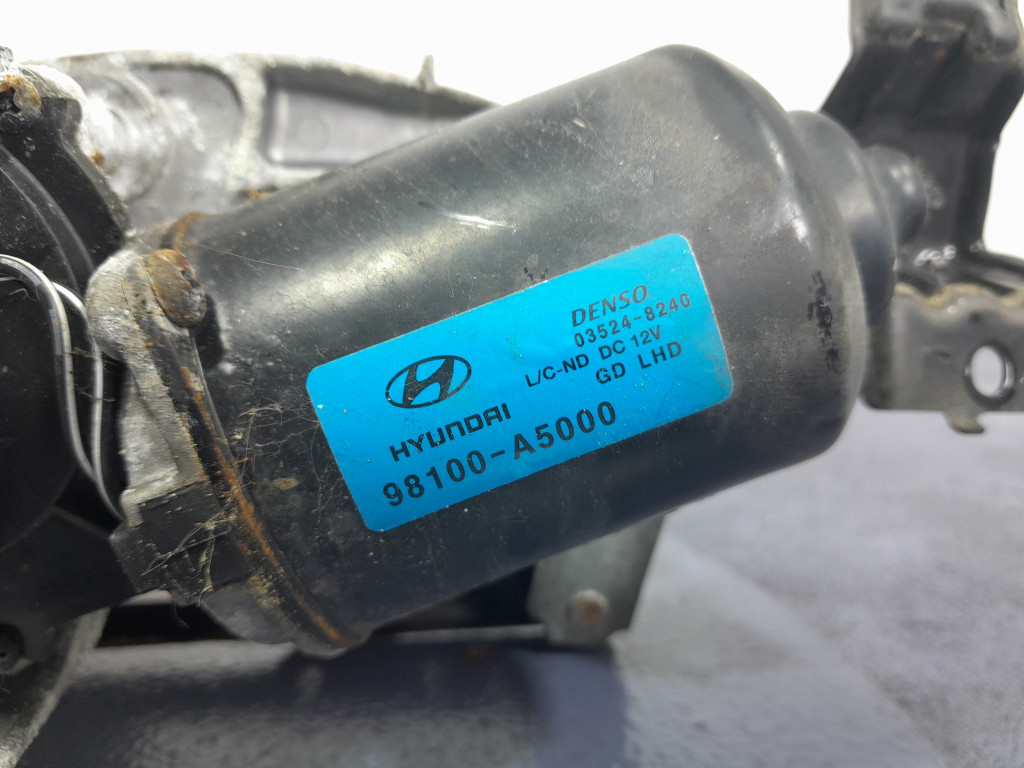 DENSO
03524-8240
L/C-ND DC 12V
GD LHD
HYUNDAI
98100-A5000